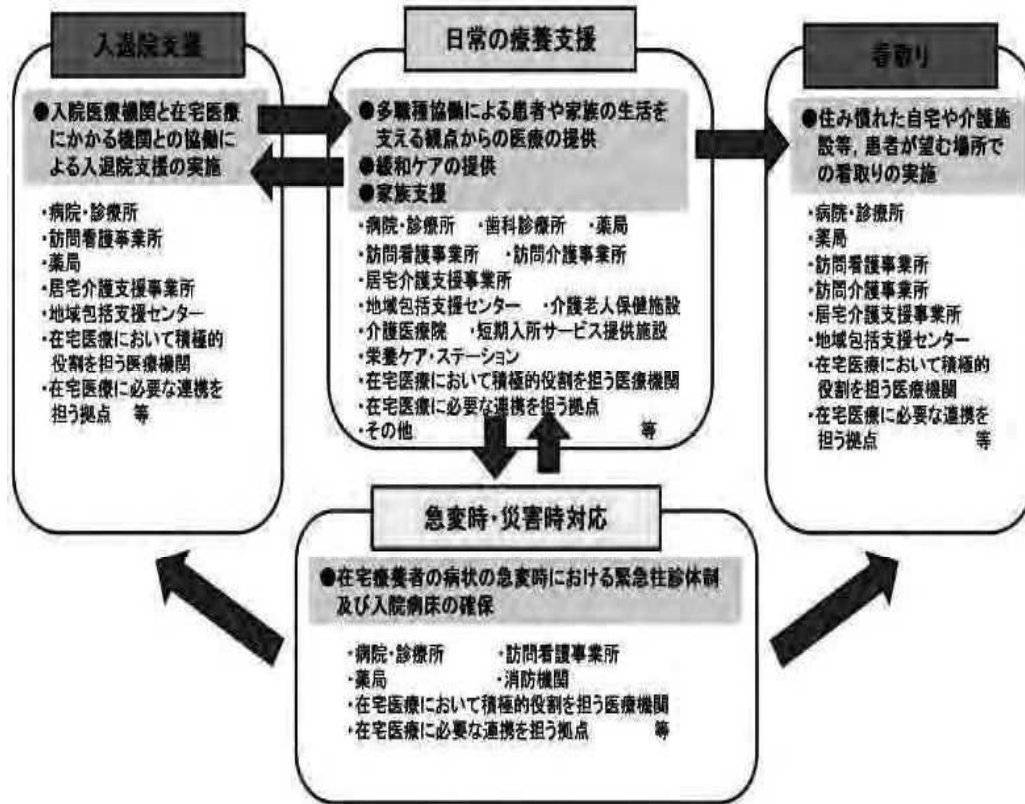 入退院支援
●入院医療機関と在宅医療
にかかる機関との協働
による入退院支援の実施
・病院・診療所
・訪問看護事業所
・薬局
・居宅介護支援事業所
・地域包括支援センター
・在宅医療において積極的
役割を担う医療機関
・在宅医療に必要な連携を
担う拠点 等
日常の療養支援
●多職種協働による患者や家族の生活を
支える観点からの医療の提供
●緩和ケアの提供
●家族支援
・病院・診療所 ・歯科診療所 ・薬局
・訪問看護事業所 ・訪問介護事業所
・居宅介護支援事業所
・地域包括支援センター ・介護老人保健施設
・介護医療院 ・短期入所サービス提供施設
・栄養ケア・ステーション
・在宅医療において積極的役割を担う医療機関
・在宅医療に必要な連携を担う拠点
・その他 等
看取り
●住み慣れた自宅や介護施
設等，患者が望む場所で
の看取りの実施
・病院・診療所
・薬局
・訪問看護事業所
・訪問介護事業所
・居宅介護支援事業所
・地域包括支援センター
・在宅医療において積極的
役割を担う医療機関
・在宅医療に必要な連携を
担う拠点 等
急変時・災害時対応
●在宅療養者の病状の急変時における緊急往診体制
及び入院病床の確保
・病院・診療所 ・訪問看護事業所
・薬局 ・消防機関
・在宅医療において積極的役割を担う医療機関
・在宅医療に必要な連携を担う拠点 等